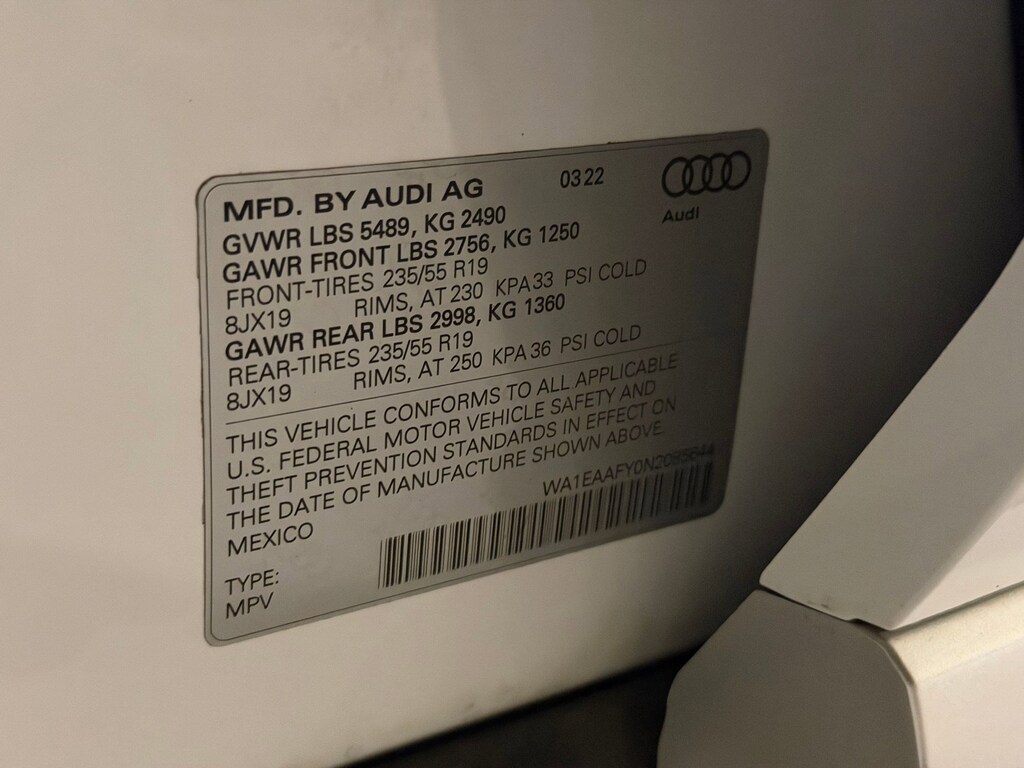 MFD. BY AUDI AG 0322
Audi
GVWR LBS 5489, KG 2490
GAWR FRONT LBS 2756, KG 1250
FRONT-TIRES 235/55 R19
8JX19 RIMS, AT 230 KPA 33 PSI COLD
GAWR REAR LBS 2998, KG 1360
REAR-TIRES 235/55 R19
8JX19 RIMS, AT 250 KPA 36 PSI COLD
THIS VEHICLE CONFORMS TO ALL APPLICABLE
U.S. FEDERAL MOTOR VEHICLE SAFETY AND
THEFT PREVENTION STANDARDS IN EFFECT ON
THE DATE OF MANUFACTURE SHOWN ABOVE.
MEXICO
WA1EAAFY0N2085644
TYPE:
MPV